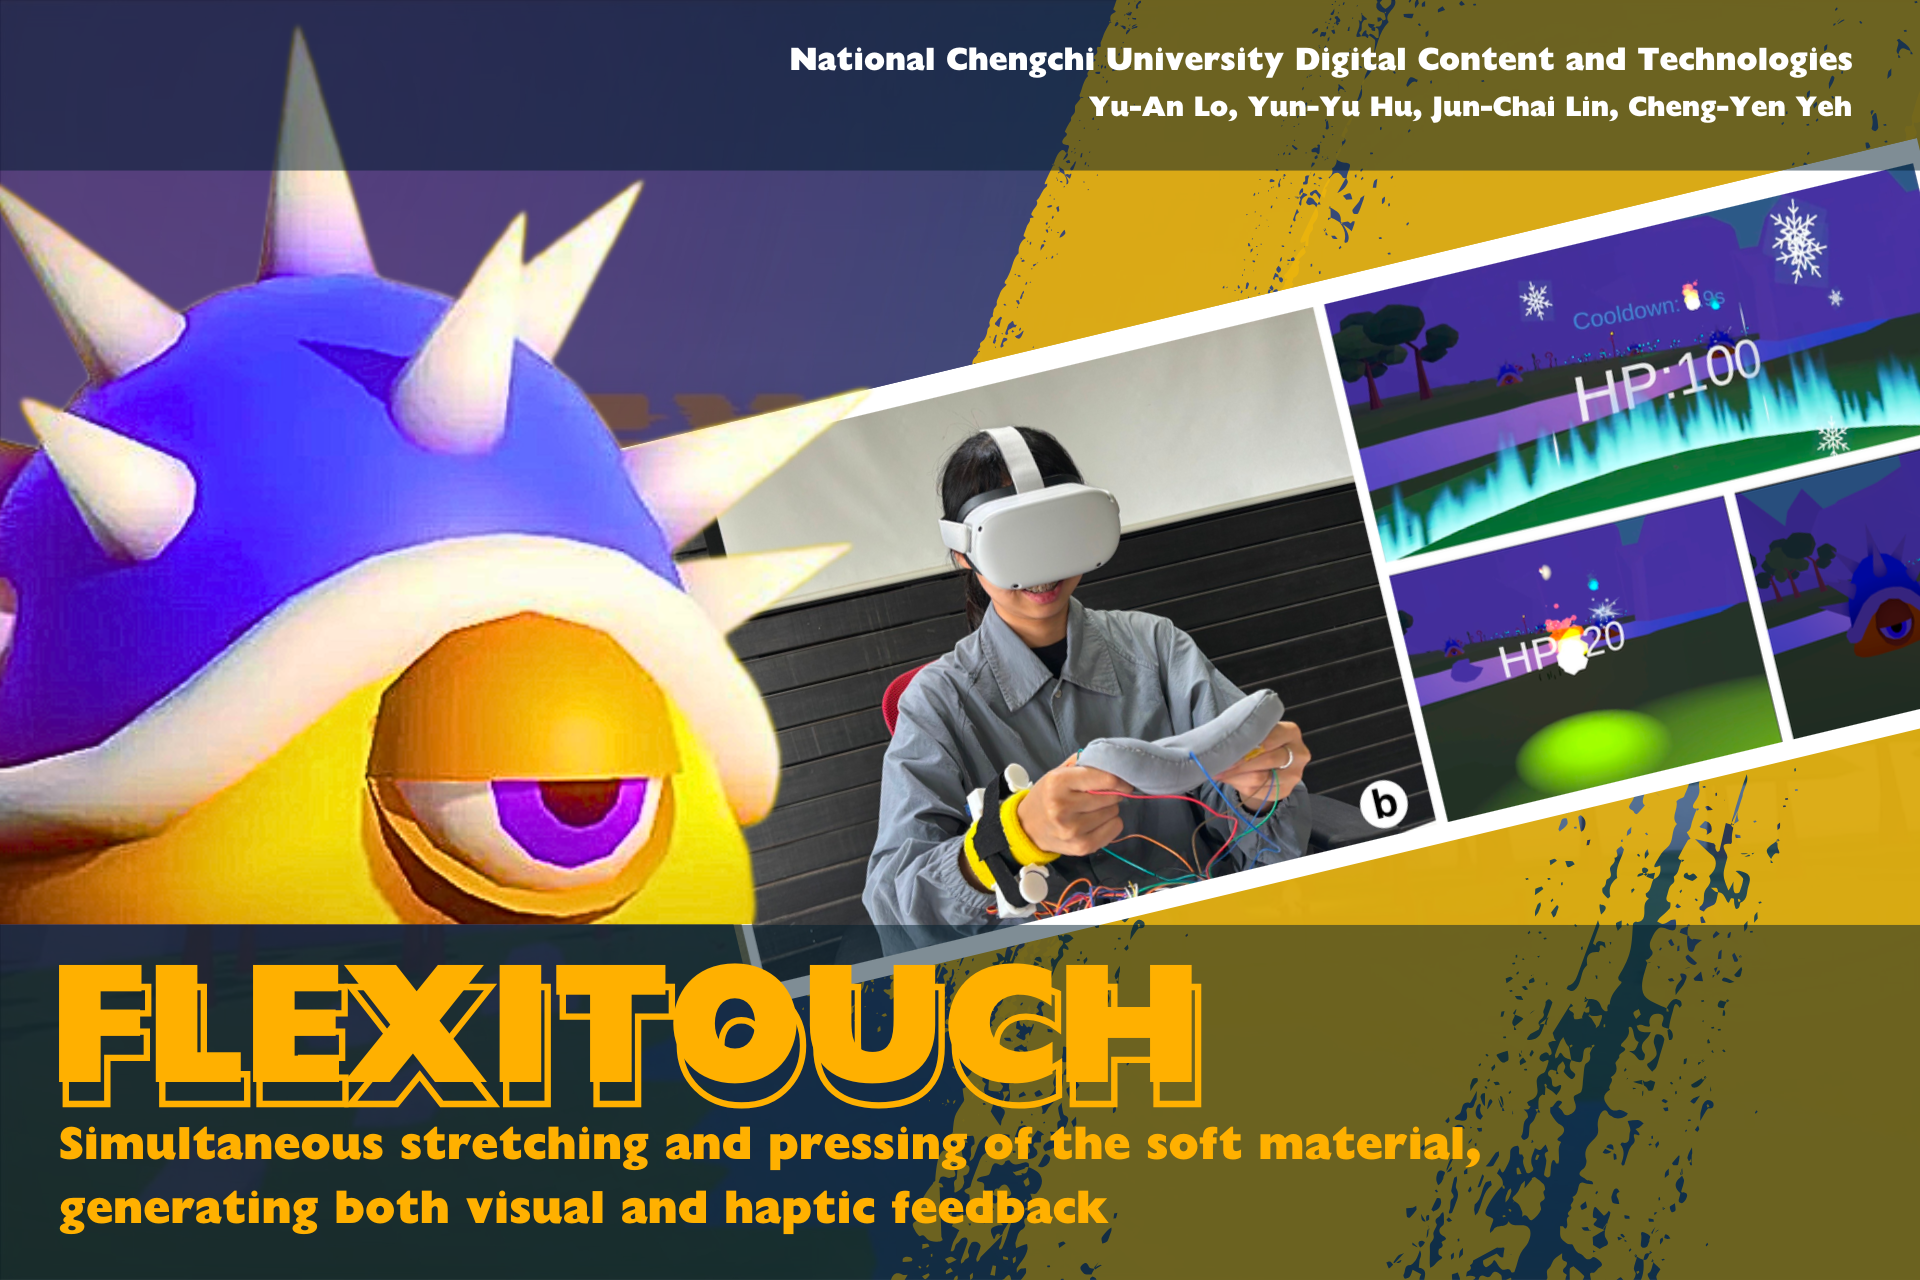 National Chengchi University Digital Content and Technologies
Yu-An Lo, Yun-Yu Hu, Jun-Chai Lin, Cheng-Yen Yeh
Cooldown:
HP:100
HP
20
b
FLEXITOUCH
Simultaneous stretching and pressing of the soft material,
generating both visual and haptic feedback